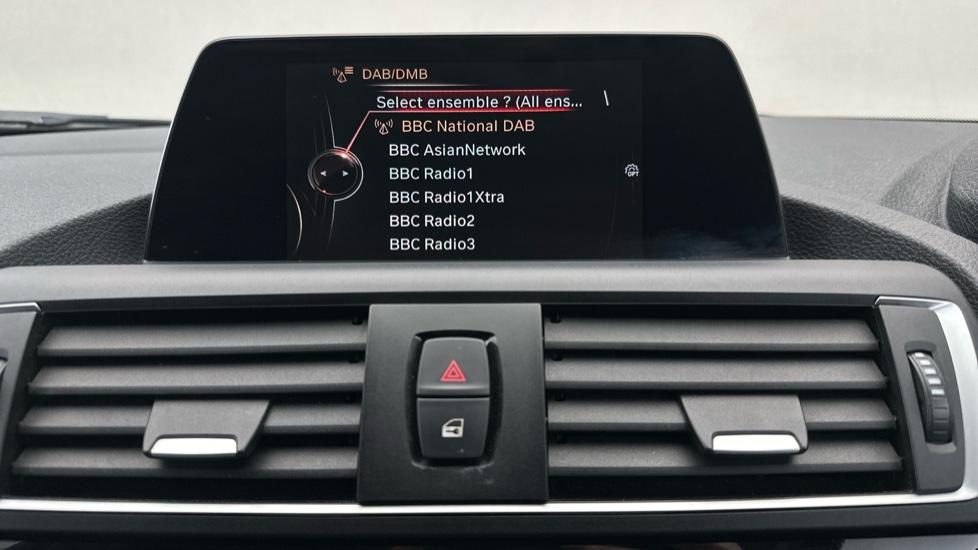 DAB/DMB
Select ensemble ? (All ens...
BBC National DAB
BBC AsianNetwork
BBC Radio1
OPT
BBC Radio1Xtra
BBC Radio2
BBC Radio3